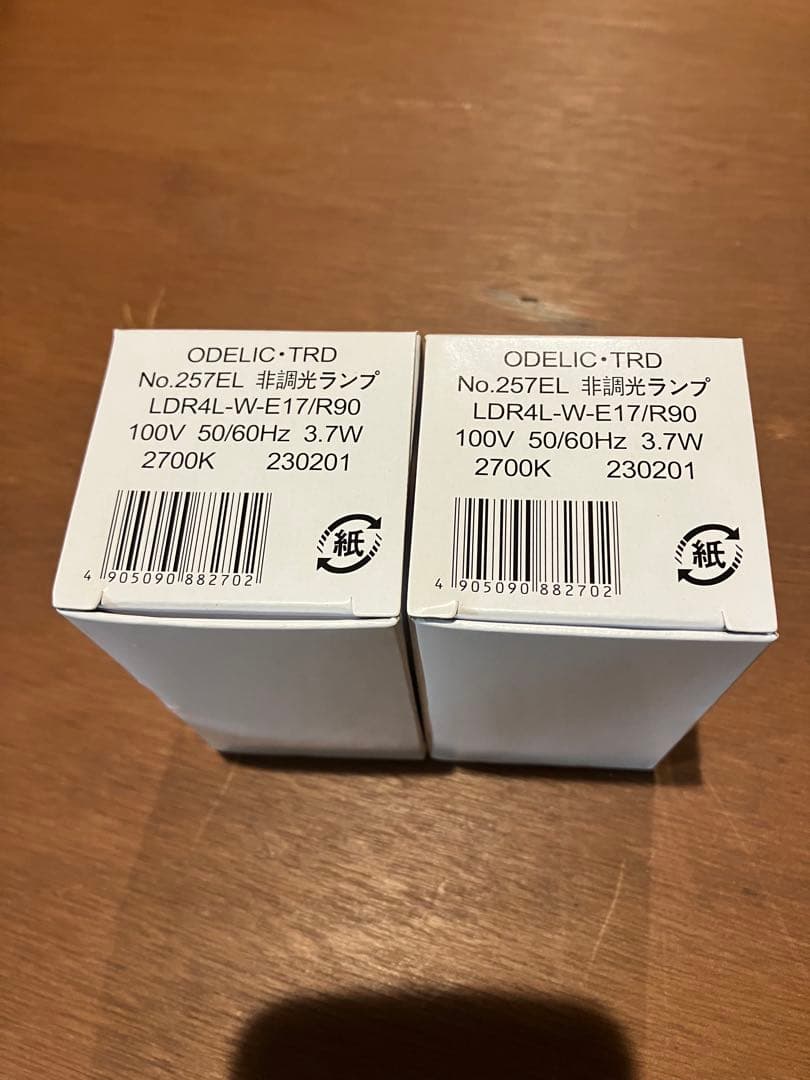 ODELIC・TRD
No.257EL 非調光ランプ
LDR4L-W-E17/R90
100V 50/60Hz 3.7W
2700K 230201
4 905090 882702
紙
ODELIC・TRD
No.257EL 非調光ランプ
LDR4L-W-E17/R90
100V 50/60Hz 3.7W
2700K 230201
4 905090 882702
紙